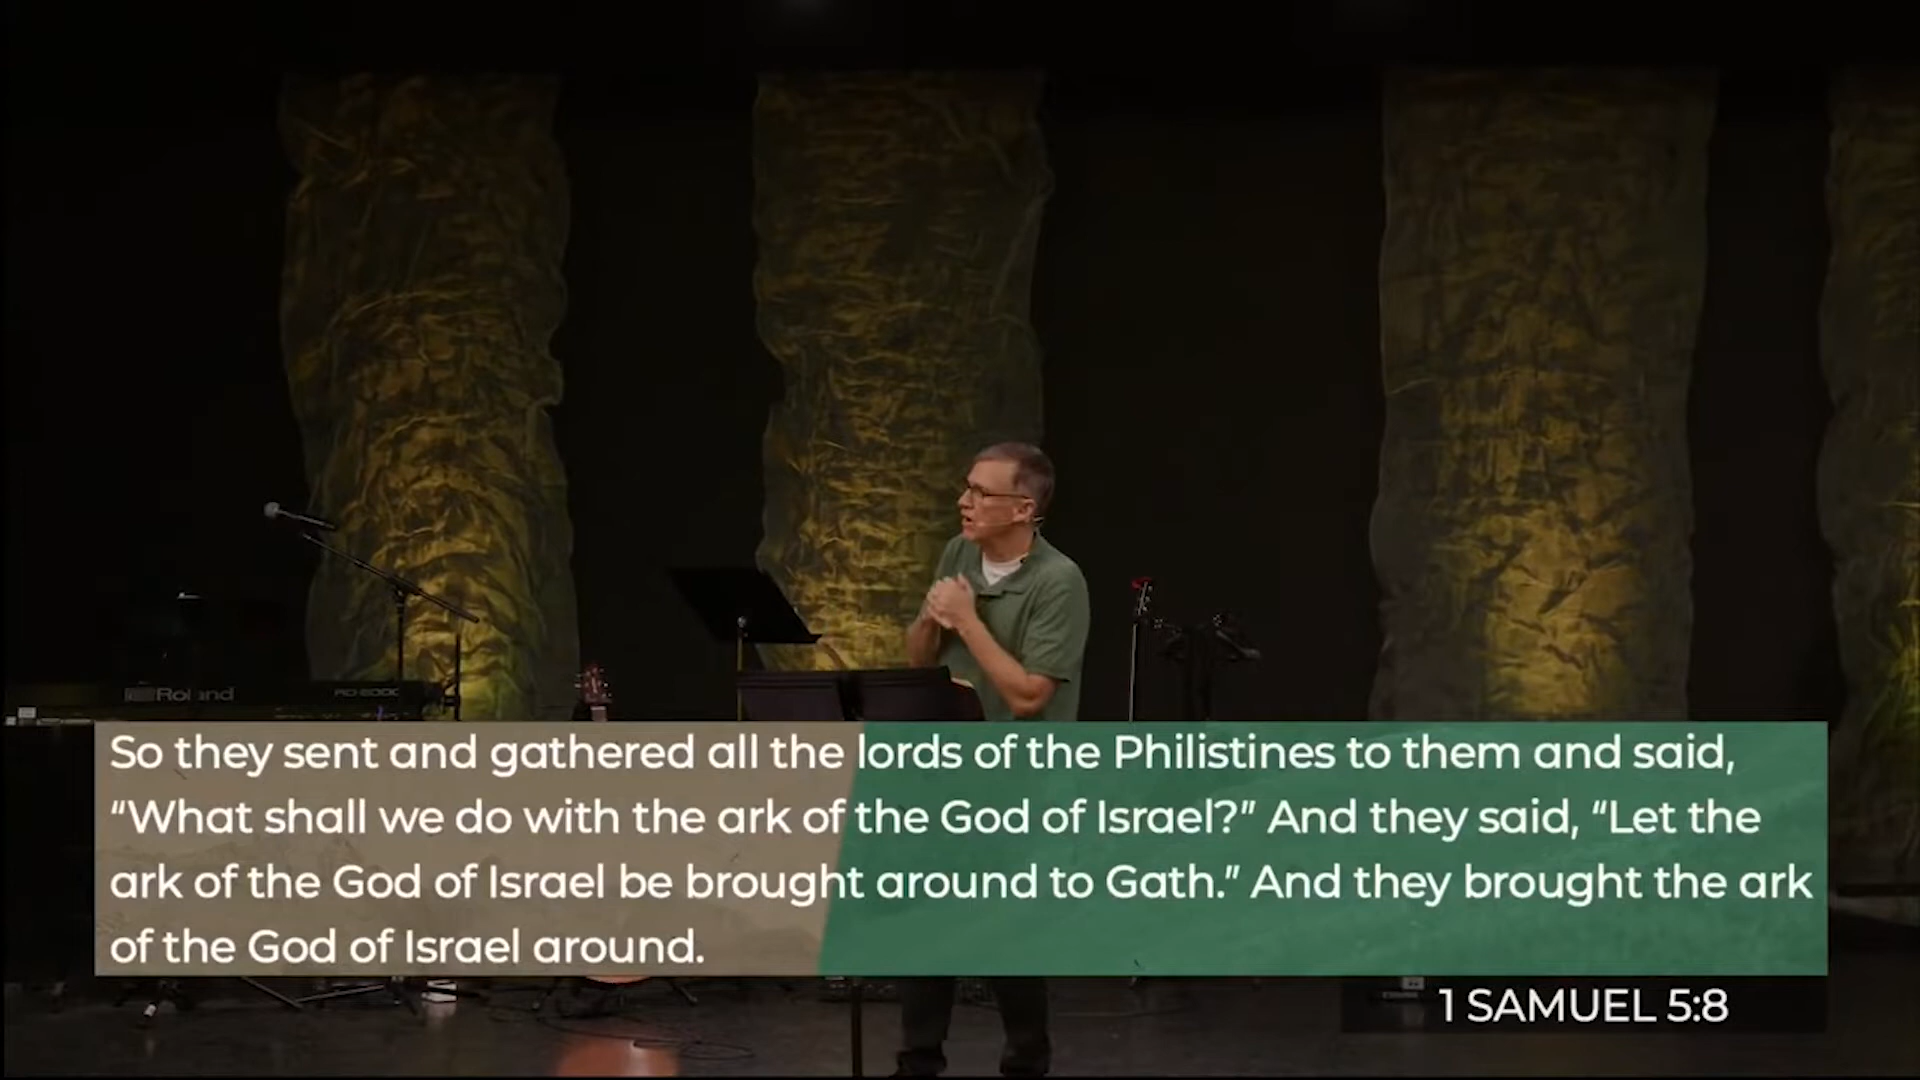 Roland
So they sent and gathered all the lords of the Philistines to them and said,
“What shall we do with the ark of the God of Israel?” And they said, “Let the
ark of the God of Israel be brought around to Gath.” And they brought the ark
of the God of Israel around.
1 SAMUEL 5:8